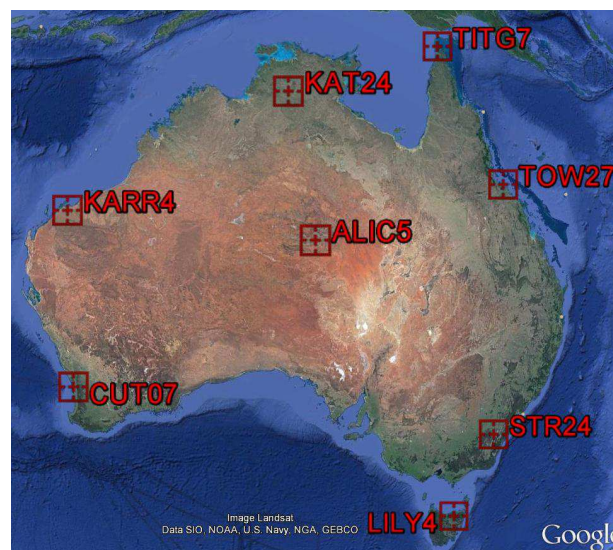 TITG7
KAT24
TOW27
KARR4
ALIC5
CUT07
STR24
LILY4
Image Landsat
Data SIO, NOAA, U.S. Navy, NGA, GEBCO
Google